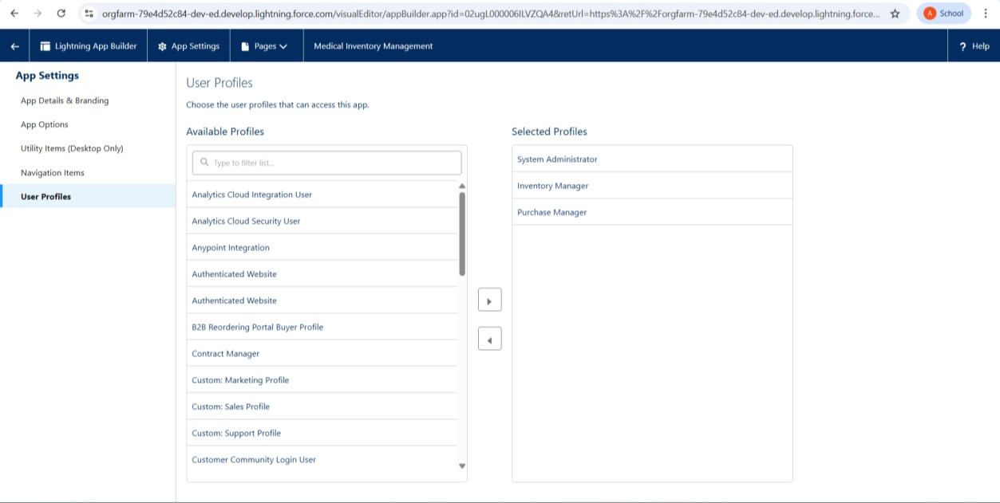 orgfarm-79e4d52c84-dev-ed.develop.lightning.force.com/visualEditor/appBuilder.app?id=02ugL000006ILVZQA4&retUrl=https%3A%2F%2Forgfarm-79e4d52c84-dev-ed.develop.lightning.force...
A School
Lightning App Builder
App Settings
Pages
Medical Inventory Management
? Help
App Settings
App Details & Branding
App Options
Utility Items (Desktop Only)
Navigation Items
User Profiles
User Profiles
Choose the user profiles that can access this app.
Available Profiles
Type to filter list...
Analytics Cloud Integration User
Analytics Cloud Security User
Anypoint Integration
Authenticated Website
Authenticated Website
B2B Reordering Portal Buyer Profile
Contract Manager
Custom: Marketing Profile
Custom: Sales Profile
Custom: Support Profile
Customer Community Login User
Selected Profiles
System Administrator
Inventory Manager
Purchase Manager